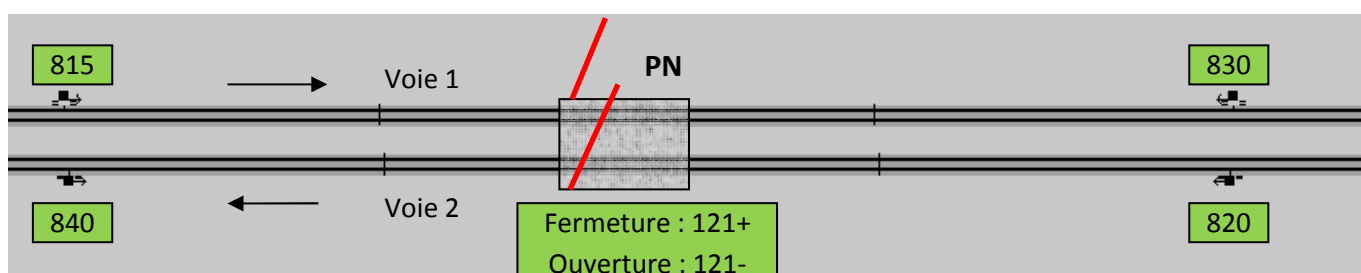 815
Voie 1
PN
830
840
Voie 2
820
Fermeture : 121+
Ouverture : 121-